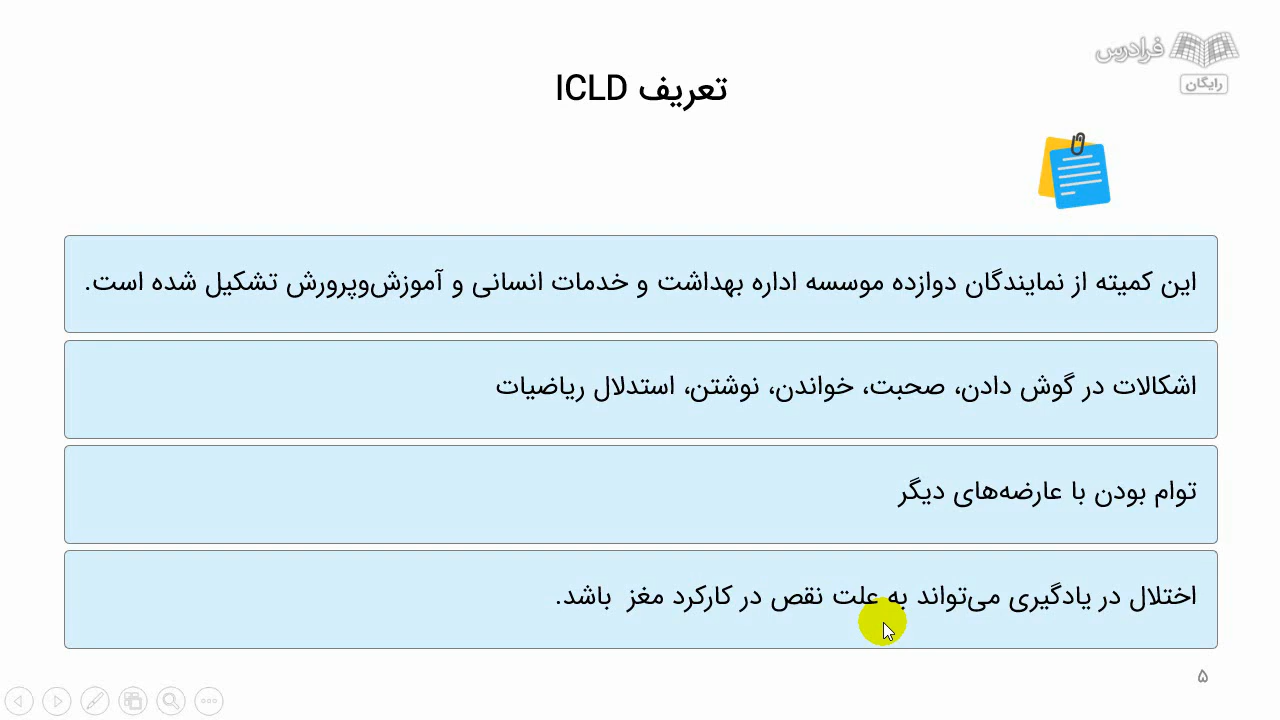 فرادرس
رایگان
تعریف ICLD
این کمیته از نمایندگان دوازده موسسه اداره بهداشت و خدمات انسانی و آموزش‌وپرورش تشکیل شده است.
اشکالات در گوش دادن، صحبت، خواندن، نوشتن، استدلال ریاضیات
توام بودن با عارضه‌های دیگر
اختلال در یادگیری می‌تواند به علت نقص در کارکرد مغز باشد.
۵